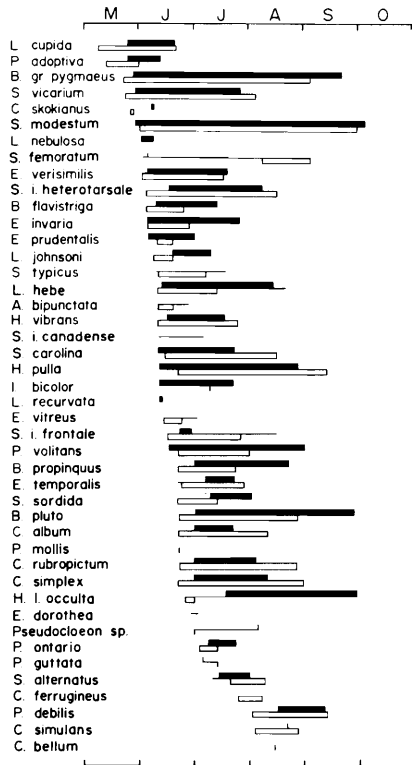 M J J A S O
L cupida
P adoptiva
B gr pygmaeus
S vicarium
C skokianus
S. modestum
L nebulosa
S. femoratum
E verisimilis
S. i. heterotarsale
B flavistriga
E invaria
E prudentalis
L johnsoni
S typicus
L. hebe
A. bipunctata
H. vibrans
S. i. canadense
S. carolina
H. pulla
I. bicolor
L. recurvata
E. vitreus
S. i. frontale
P. volitans
B. propinquus
E. temporalis
S. sordida
B pluto
C album
P mollis
C. rubropictum
C. simplex
H. l. occulta
E. dorothea
Pseudocloeon sp.
P. ontario
P guttata
S. alternatus
C. ferrugineus
P. debilis
C simulans
C. bellum